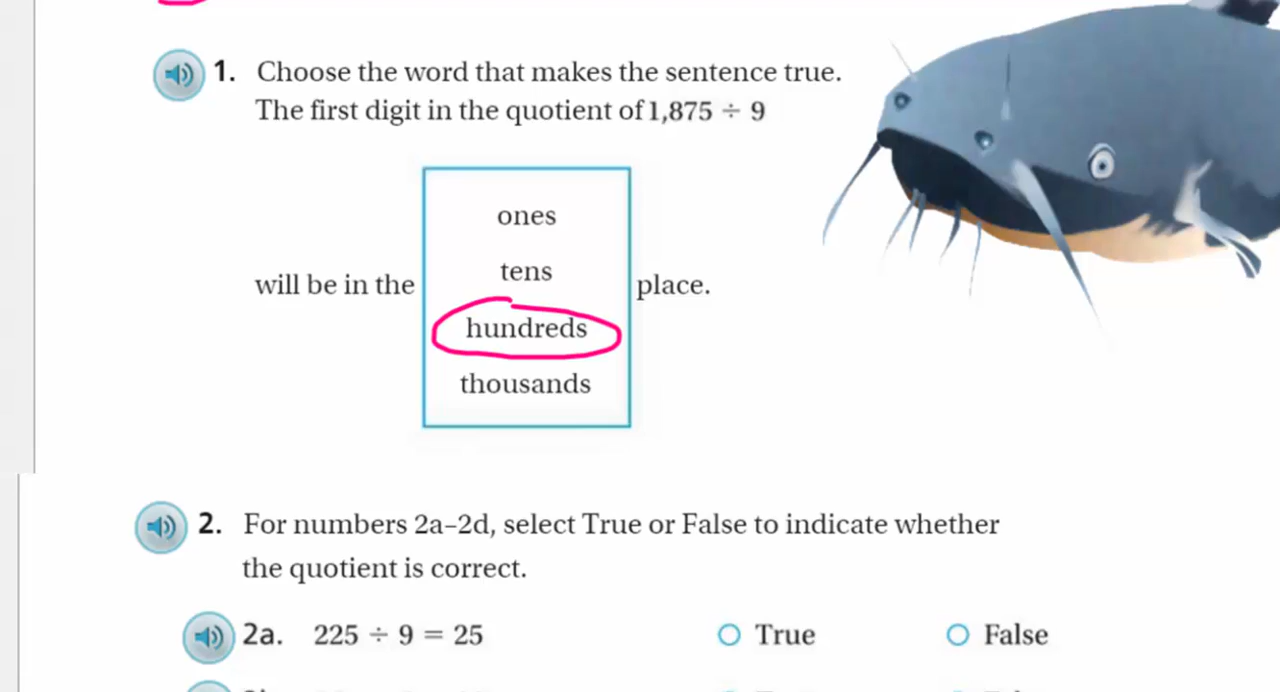 1. Choose the word that makes the sentence true.
The first digit in the quotient of 1,875 ÷ 9
ones
tens
will be in the
place.
hundreds
thousands
2. For numbers 2a–2d, select True or False to indicate whether
the quotient is correct.
2a. 225 ÷ 9 = 25 True False